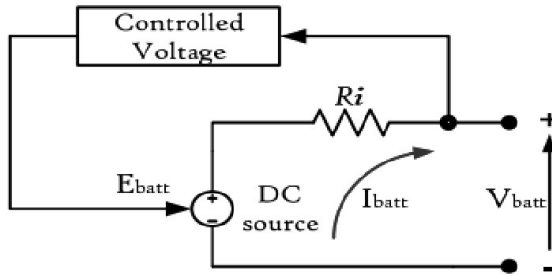 Controlled
Voltage
Ri
+
Ebatt
+
-
DC
source
Ibatt
Vbatt
-